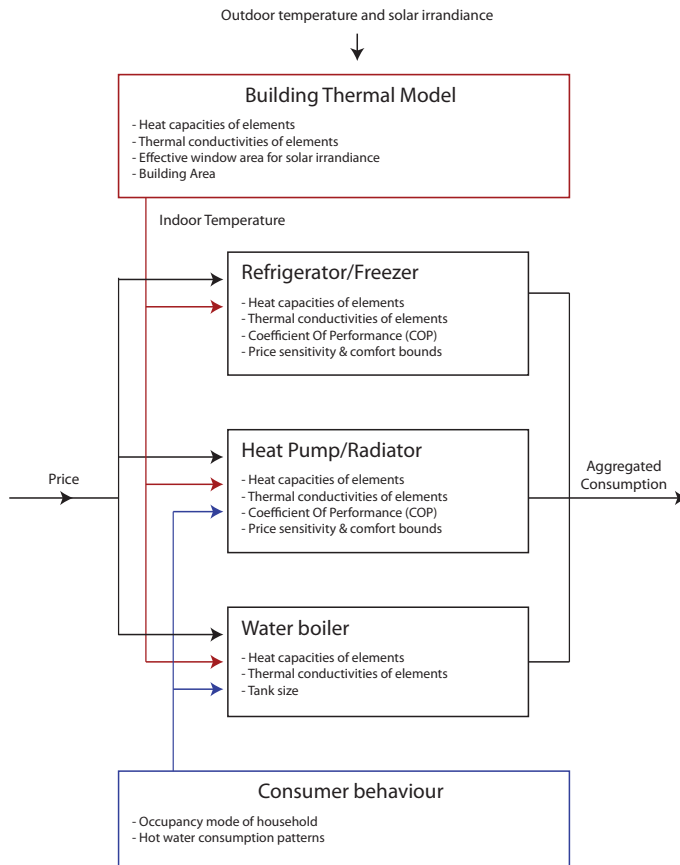 Outdoor temperature and solar irrandiance
Building Thermal Model
- Heat capacities of elements
- Thermal conductivities of elements
- Effective window area for solar irrandiance
- Building Area
Indoor Temperature
Refrigerator/Freezer
- Heat capacities of elements
- Thermal conductivities of elements
- Coefficient Of Performance (COP)
- Price sensitivity & comfort bounds
Price
Heat Pump/Radiator
- Heat capacities of elements
- Thermal conductivities of elements
- Coefficient Of Performance (COP)
- Price sensitivity & comfort bounds
Aggregated
Consumption
Water boiler
- Heat capacities of elements
- Thermal conductivities of elements
- Tank size
Consumer behaviour
- Occupancy mode of household
- Hot water consumption patterns